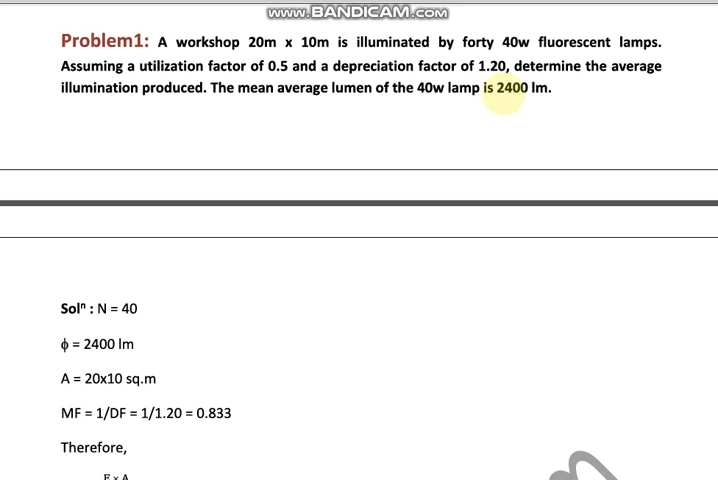 www.BANDICAM.com
Problem1: A workshop 20m x 10m is illuminated by forty 40w fluorescent lamps.
Assuming a utilization factor of 0.5 and a depreciation factor of 1.20, determine the average
illumination produced. The mean average lumen of the 40w lamp is 2400 lm.
Solⁿ : N = 40
ϕ = 2400 lm
A = 20x10 sq.m
MF = 1/DF = 1/1.20 = 0.833
Therefore,
E × A